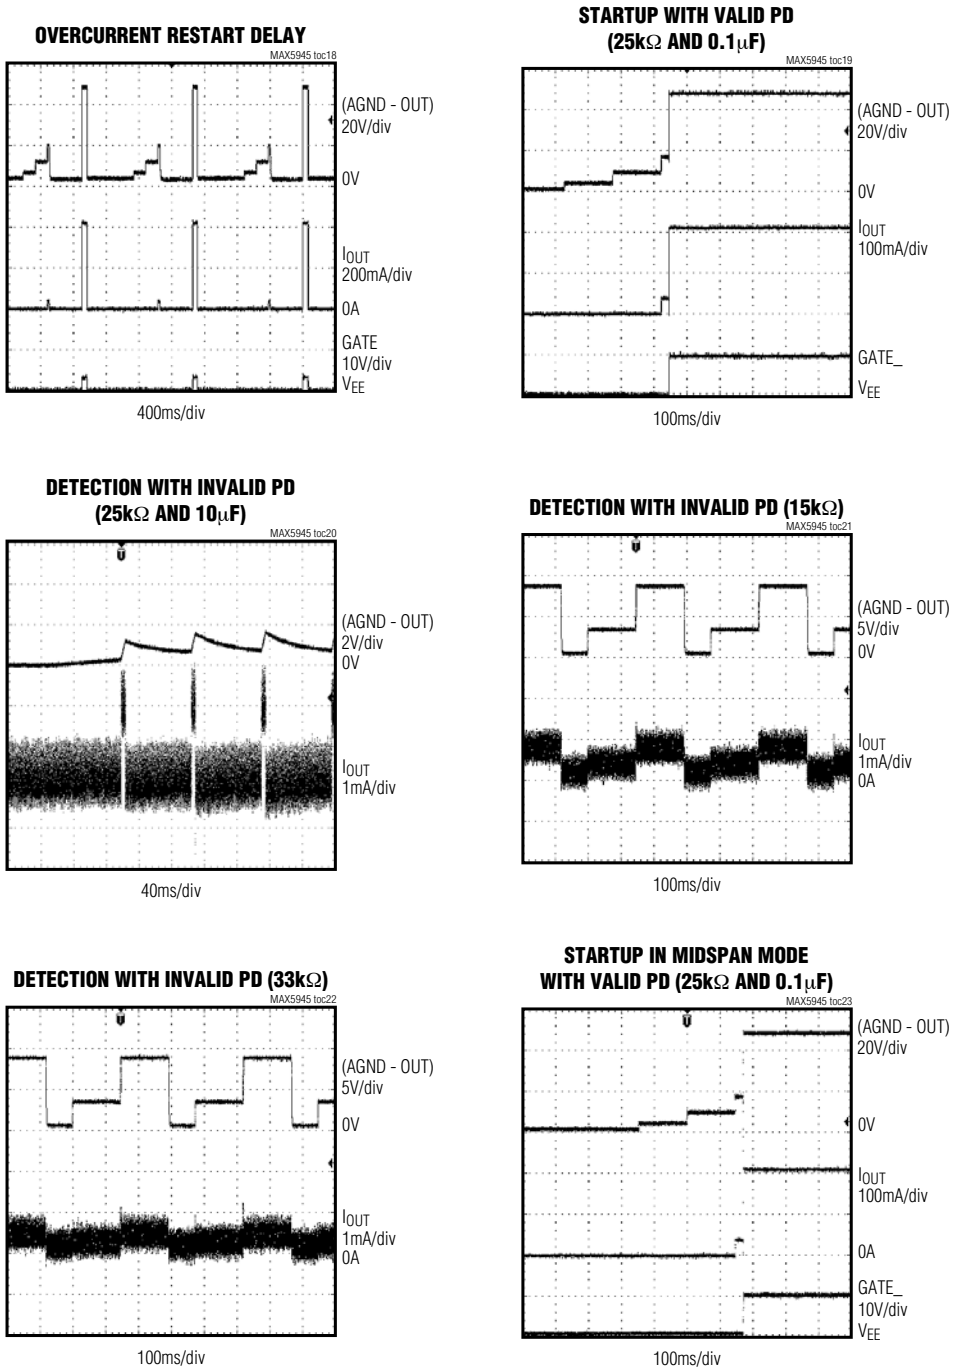 OVERCURRENT RESTART DELAY
MAX5945 toc18
(AGND - OUT)
20V/div
0V
IOUT
200mA/div
0A
GATE
10V/div
VEE
400ms/div
STARTUP WITH VALID PD
(25kΩ AND 0.1μF)
MAX5945 toc19
(AGND - OUT)
20V/div
0V
IOUT
100mA/div
GATE_
VEE
100ms/div
DETECTION WITH INVALID PD
(25kΩ AND 10μF)
MAX5945 toc20
T
(AGND - OUT)
2V/div
0V
IOUT
1mA/div
40ms/div
DETECTION WITH INVALID PD (15kΩ)
MAX5945 toc21
T
(AGND - OUT)
5V/div
0V
IOUT
1mA/div
0A
100ms/div
DETECTION WITH INVALID PD (33kΩ)
MAX5945 toc22
T
(AGND - OUT)
5V/div
0V
IOUT
1mA/div
0A
100ms/div
STARTUP IN MIDSPAN MODE
WITH VALID PD (25kΩ AND 0.1μF)
MAX5945 toc23
T
(AGND - OUT)
20V/div
0V
IOUT
100mA/div
0A
GATE_
10V/div
VEE
100ms/div